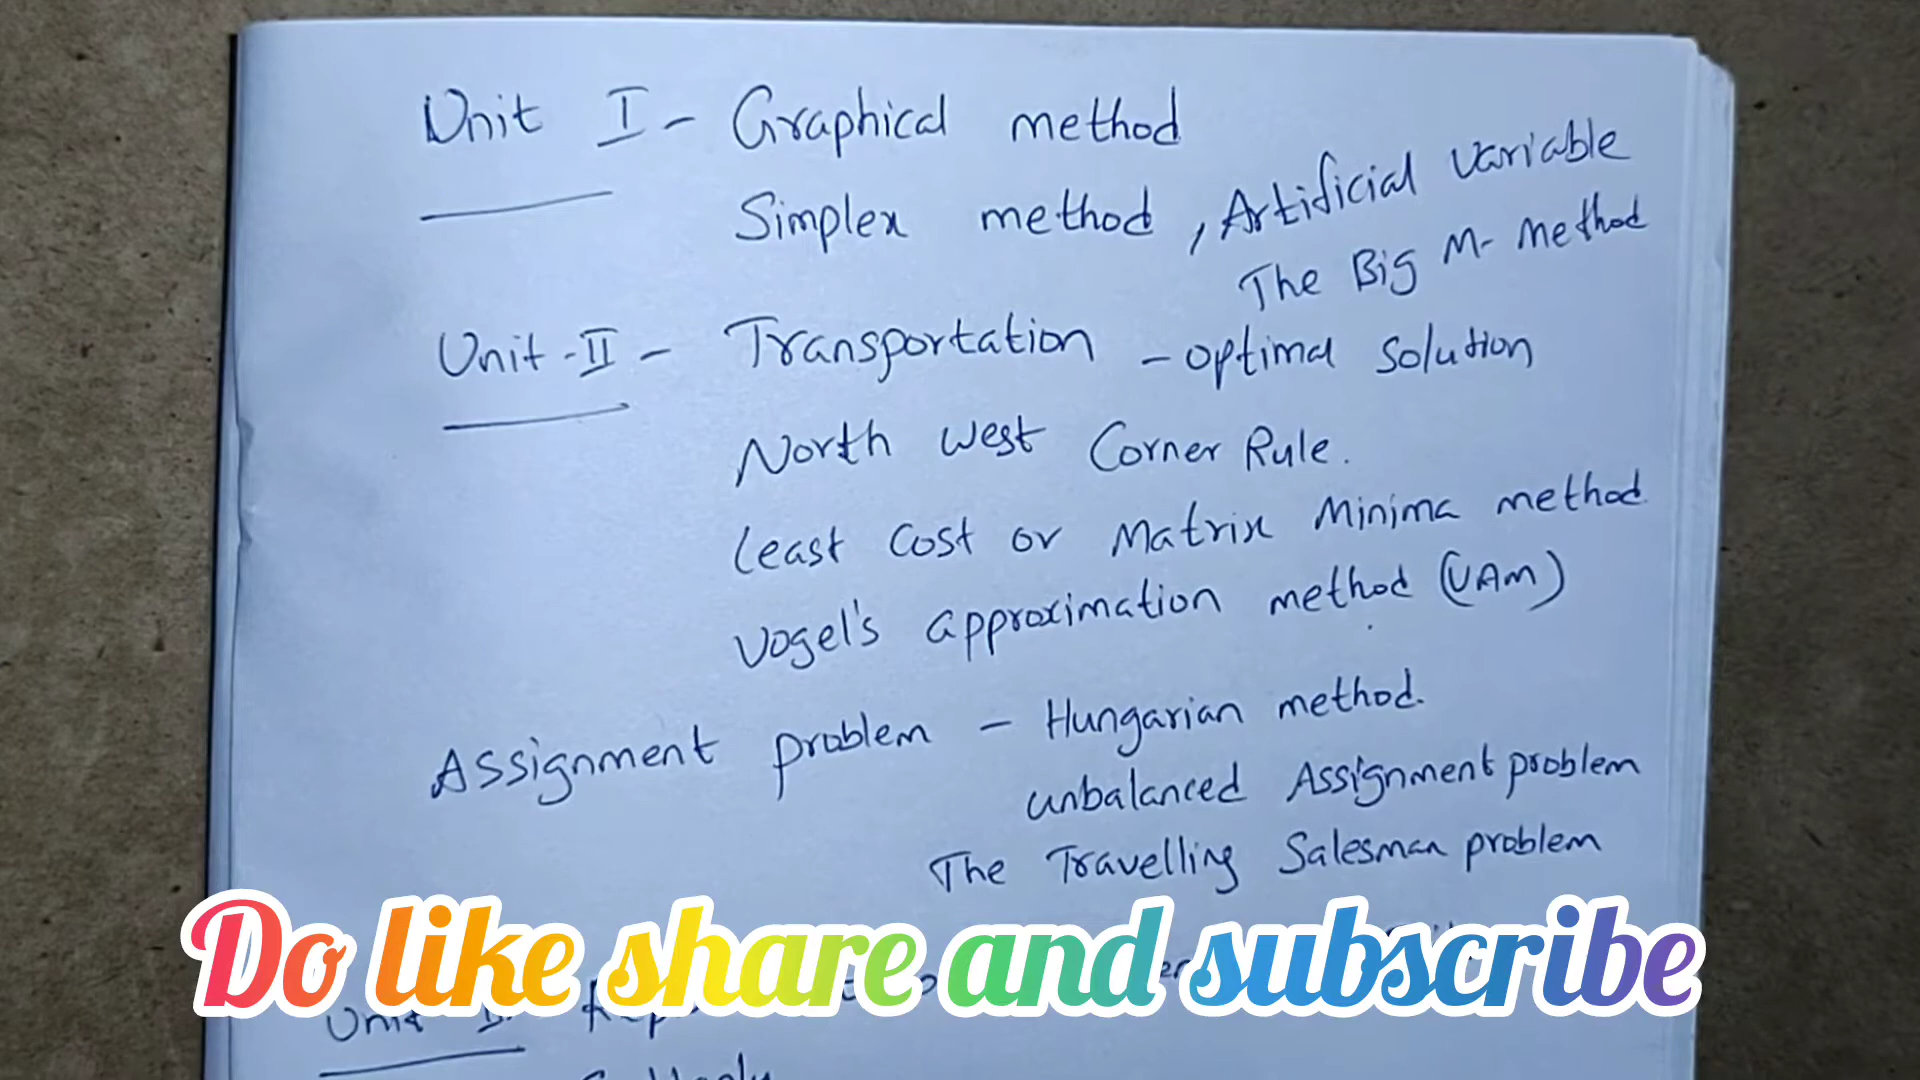 Unit I - Graphical method
Simplex method, Artificial variable
The Big M- Method
Unit-II - Transportation - optimal solution
North west Corner Rule.
Least cost or Matrix Minima method
Vogel's approximation method (VAM)
Assignment problem - Hungarian method.
unbalanced Assignment problem
The Travelling Salesman problem
Do like share and subscribe
Unit